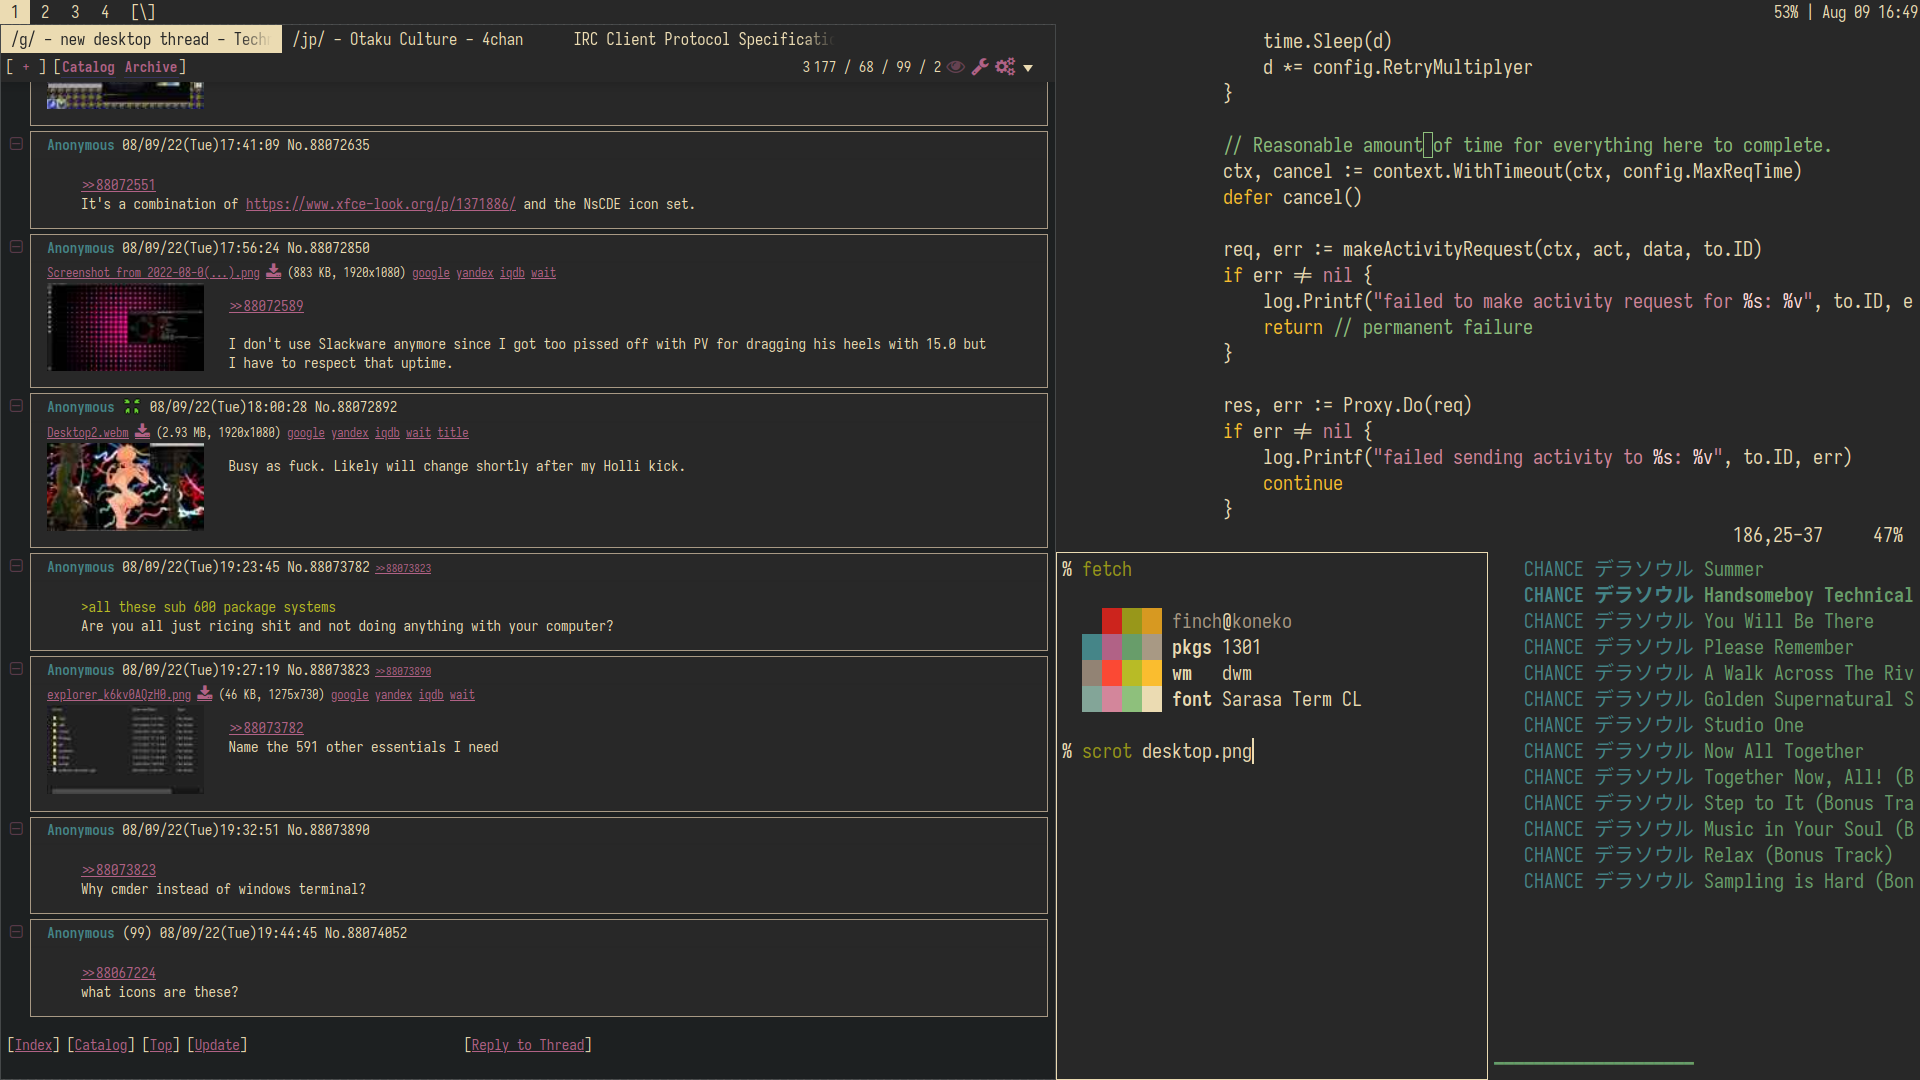 1 2 3 4 [\]
53% | Aug 09 16:49
/g/ - new desktop thread - Tech
/jp/ - Otaku Culture - 4chan
IRC Client Protocol Specificatio
[ + ] [Catalog Archive]
3 177 / 68 / 99 / 2
Anonymous 08/09/22(Tue)17:41:09 No.88072635
>>88072551
It's a combination of https://www.xfce-look.org/p/1371886/ and the NsCDE icon set.
Anonymous 08/09/22(Tue)17:56:24 No.88072850
Screenshot from 2022-08-0(...).png (883 KB, 1920x1080) google yandex iqdb wait
>>88072589
I don't use Slackware anymore since I got too pissed off with PV for dragging his heels with 15.0 but
I have to respect that uptime.
Anonymous 08/09/22(Tue)18:00:28 No.88072892
Desktop2.webm (2.93 MB, 1920x1080) google yandex iqdb wait title
Busy as fuck. Likely will change shortly after my Holli kick.
Anonymous 08/09/22(Tue)19:23:45 No.88073782 >>88073823
>all these sub 600 package systems
Are you all just ricing shit and not doing anything with your computer?
Anonymous 08/09/22(Tue)19:27:19 No.88073823 >>88073890
explorer_k6kv0AQzH0.png (46 KB, 1275x730) google yandex iqdb wait
>>88073782
Name the 591 other essentials I need
Anonymous 08/09/22(Tue)19:32:51 No.88073890
>>88073823
Why cmder instead of windows terminal?
Anonymous (99) 08/09/22(Tue)19:44:45 No.88074052
>>88067224
what icons are these?
[Index] [Catalog] [Top] [Update]
[Reply to Thread]
time.Sleep(d)
d *= config.RetryMultiplyer
}
// Reasonable amount of time for everything here to complete.
ctx, cancel := context.WithTimeout(ctx, config.MaxReqTime)
defer cancel()
req, err := makeActivityRequest(ctx, act, data, to.ID)
if err != nil {
log.Printf("failed to make activity request for %s: %v", to.ID, e
return // permanent failure
}
res, err := Proxy.Do(req)
if err != nil {
log.Printf("failed sending activity to %s: %v", to.ID, err)
continue
}
186,25-37 47%
% fetch
finch@koneko
pkgs 1301
wm dwm
font Sarasa Term CL
% scrot desktop.png
CHANCE デラソウル Summer
CHANCE デラソウル Handsomeboy Technical
CHANCE デラソウル You Will Be There
CHANCE デラソウル Please Remember
CHANCE デラソウル A Walk Across The Riv
CHANCE デラソウル Golden Supernatural S
CHANCE デラソウル Studio One
CHANCE デラソウル Now All Together
CHANCE デラソウル Together Now, All! (B
CHANCE デラソウル Step to It (Bonus Tra
CHANCE デラソウル Music in Your Soul (B
CHANCE デラソウル Relax (Bonus Track)
CHANCE デラソウル Sampling is Hard (Bon